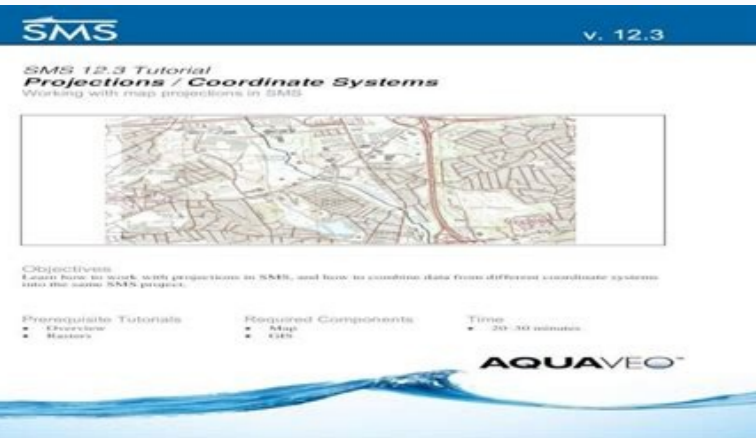 SMS
v. 12.3
SMS 12.3 Tutorial
Projections / Coordinate Systems
Working with map projections in SMS
Objectives
Learn how to work with projections in SMS, and how to combine data from different coordinate systems
into the same SMS project.
Prerequisite Tutorials
• Overview
• Rasters
Required Components
• Map
• GIS
Time
• 20–30 minutes
AQUAVEO™